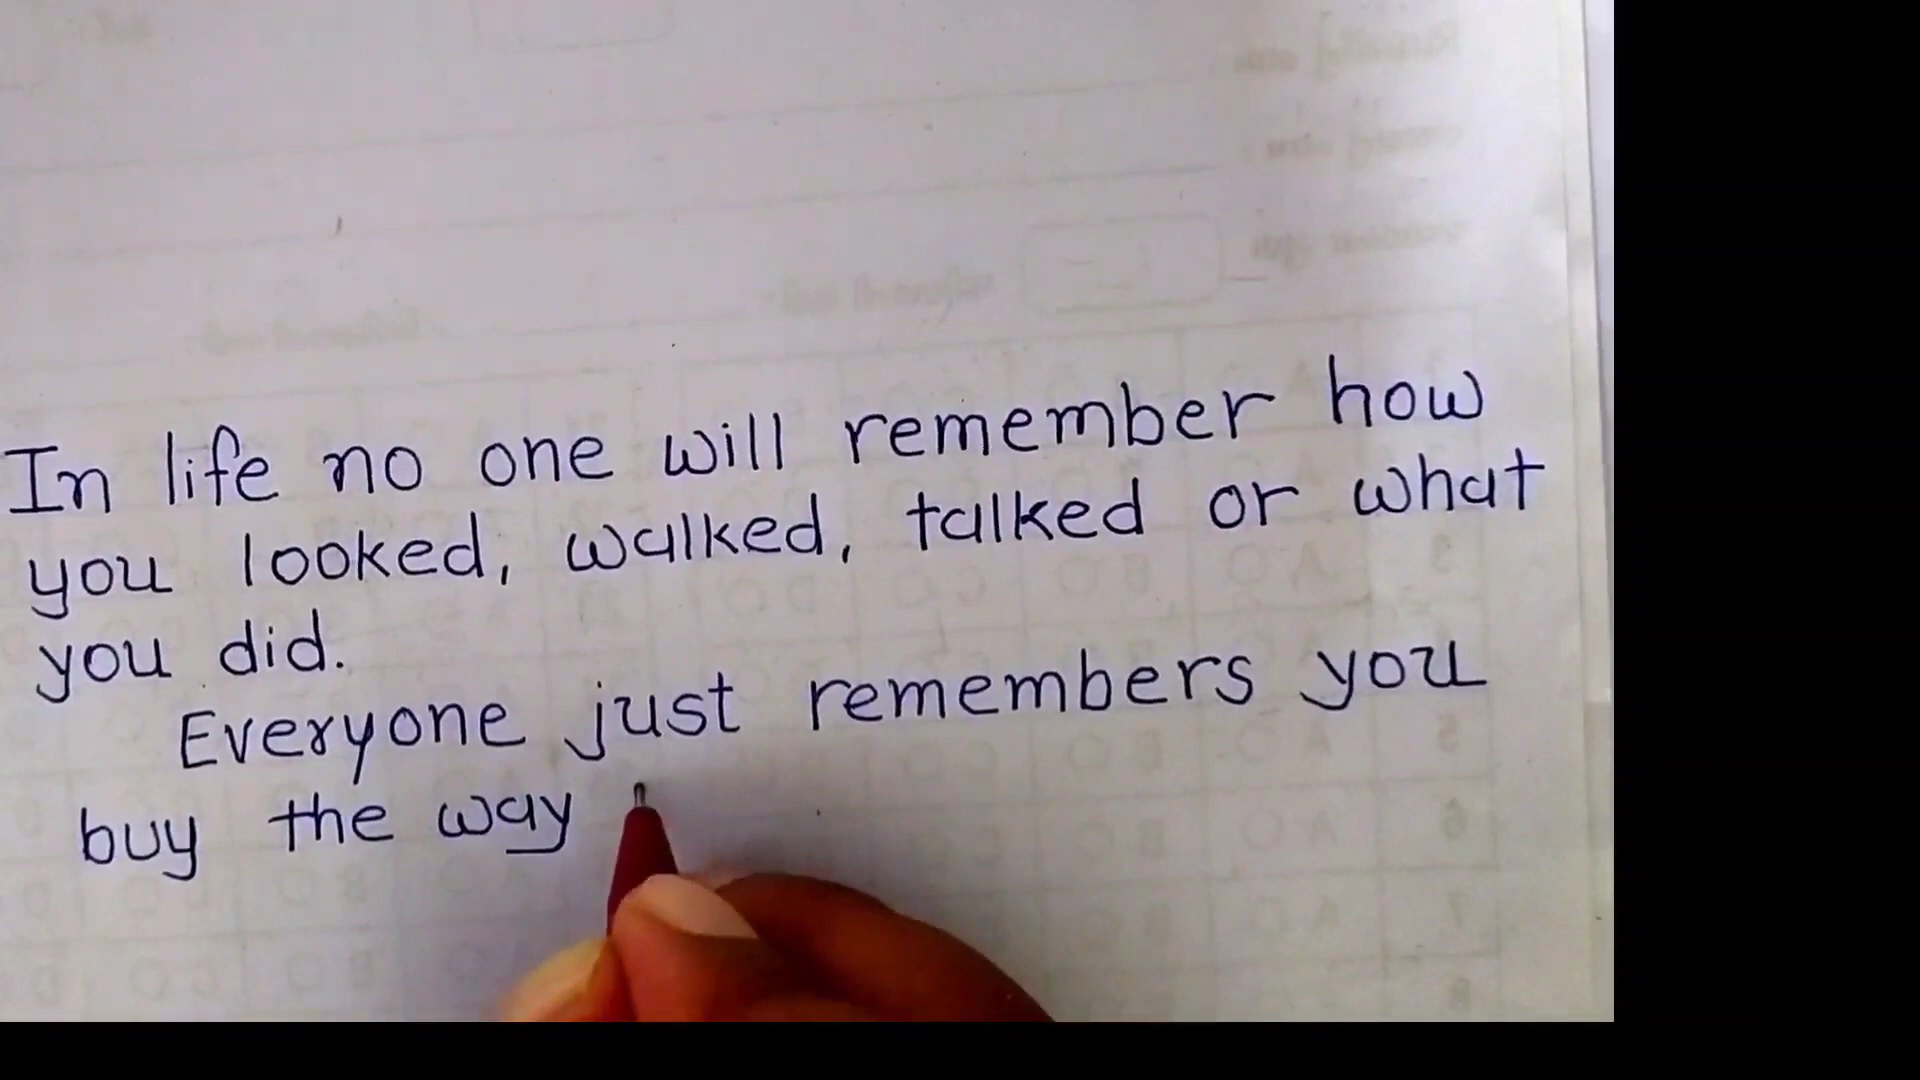 In life no one will remember how
you looked, walked, talked or what
you did.
Everyone just remembers you
buy the way